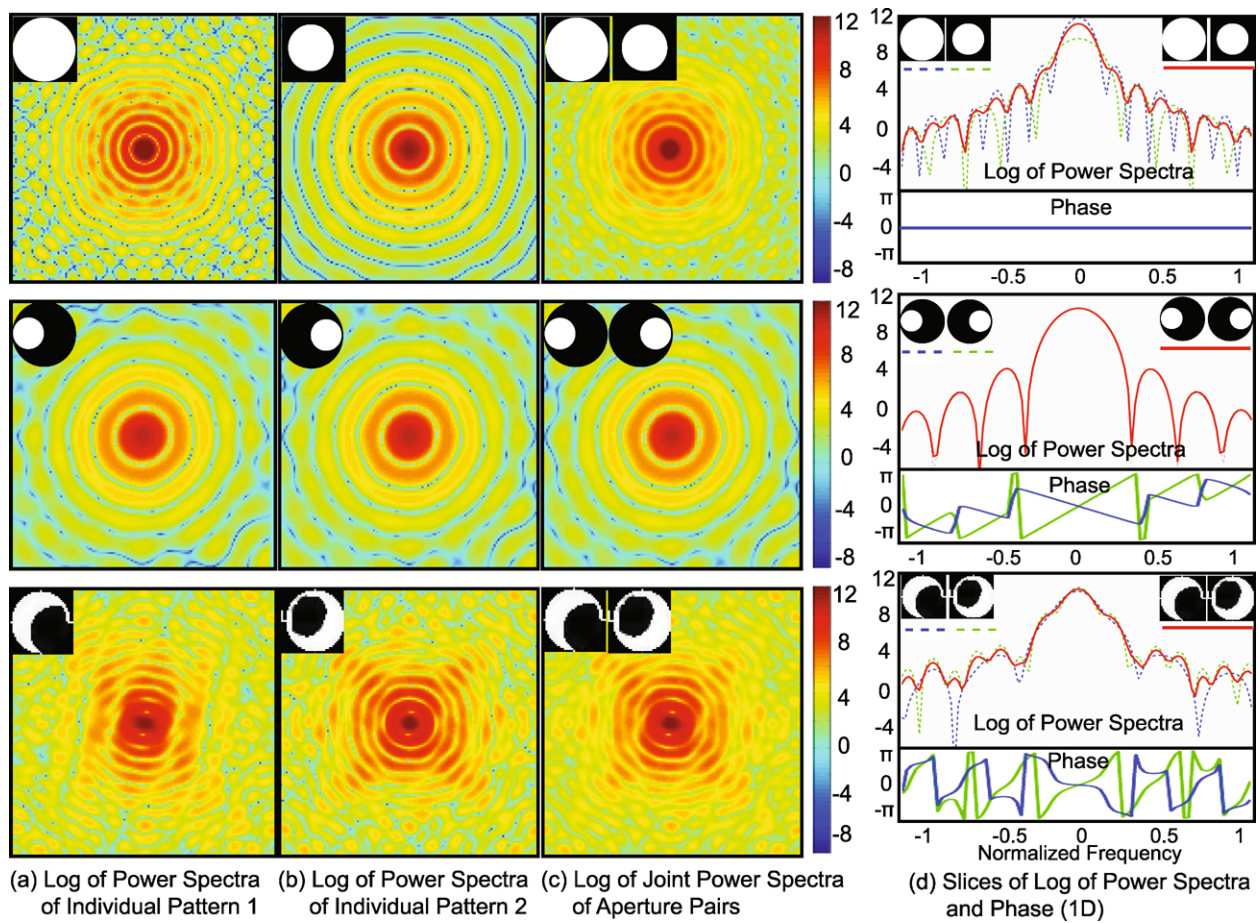 12
8
4
0
-4
-8
12
8
4
0
-4
Log of Power Spectra
Phase
π
0
-π
-1 -0.5 0 0.5 1
12
8
4
0
-4
-8
12
8
4
0
-4
Log of Power Spectra
Phase
π
0
-π
-1 -0.5 0 0.5 1
12
8
4
0
-4
-8
12
8
4
0
-4
Log of Power Spectra
Phase
π
0
-π
-1 -0.5 0 0.5 1
Normalized Frequency
(a) Log of Power Spectra
of Individual Pattern 1
(b) Log of Power Spectra
of Individual Pattern 2
(c) Log of Joint Power Spectra
of Aperture Pairs
(d) Slices of Log of Power Spectra
and Phase (1D)